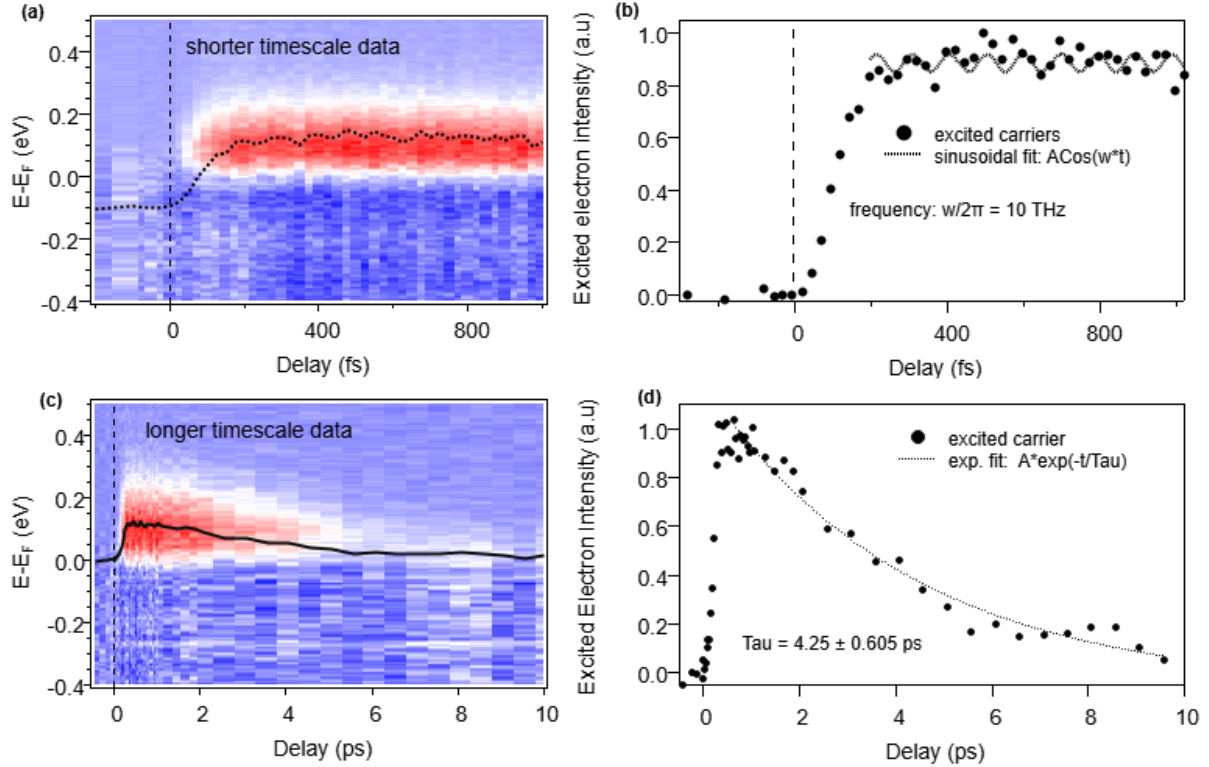 (a)
shorter timescale data
E-E_F (eV)
0.4
0.2
0.0
-0.2
-0.4
0
400
800
Delay (fs)
(b)
Excited electron intensity (a.u)
1.0
0.8
0.6
0.4
0.2
0.0
excited carriers
sinusoidal fit: ACos(w*t)
frequency: w/2π = 10 THz
0
400
800
Delay (fs)
(c)
longer timescale data
E-E_F (eV)
0.4
0.2
0.0
-0.2
-0.4
0
2
4
6
8
10
Delay (ps)
(d)
Excited Electron Intensity (a.u)
1.0
0.8
0.6
0.4
0.2
0.0
excited carrier
exp. fit: A*exp(-t/Tau)
Tau = 4.25 ± 0.605 ps
0
2
4
6
8
10
Delay (ps)